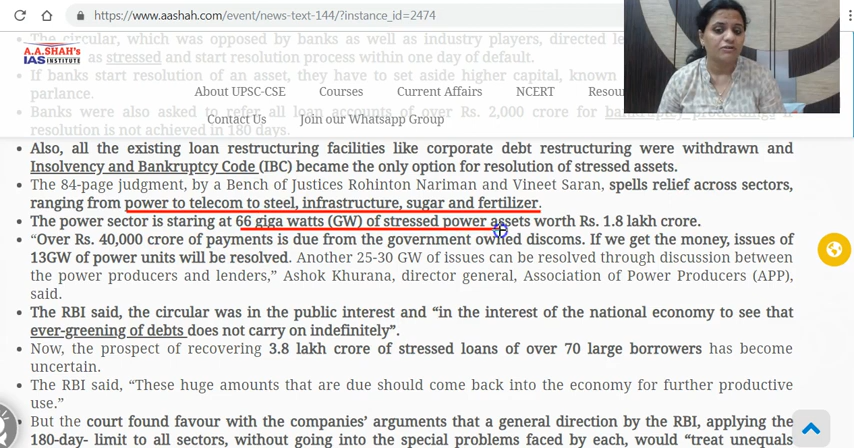 https://www.aashah.com/event/news-text-144/?instance_id=2474
The circular, which was opposed by banks as well as industry players, directed
A.A.SHAH's
IAS INSTITUTE
as stressed and start resolution process within one day of default.
If banks start resolution of an asset, they have to set aside higher capital, known
About UPSC-CSE
Courses
Current Affairs
NCERT
parlance.
Banks were also asked to refer all loan accounts of over Rs. 2,000 crore for bankruptcy proceedings
Contact Us
Join our Whatsapp Group
resolution is not achieved in 180 days.
Also, all the existing loan restructuring facilities like corporate debt restructuring were withdrawn and
Insolvency and Bankruptcy Code (IBC) became the only option for resolution of stressed assets.
The 84-page judgment, by a Bench of Justices Rohinton Nariman and Vineet Saran, spells relief across sectors,
ranging from power to telecom to steel, infrastructure, sugar and fertilizer.
The power sector is staring at 66 giga watts (GW) of stressed power assets worth Rs. 1.8 lakh crore.
“Over Rs. 40,000 crore of payments is due from the government owned discoms. If we get the money, issues of
13GW of power units will be resolved. Another 25-30 GW of issues can be resolved through discussion between
the power producers and lenders,” Ashok Khurana, director general, Association of Power Producers (APP),
said.
The RBI said, the circular was in the public interest and “in the interest of the national economy to see that
ever-greening of debts does not carry on indefinitely”.
Now, the prospect of recovering 3.8 lakh crore of stressed loans of over 70 large borrowers has become
uncertain.
The RBI said, “These huge amounts that are due should come back into the economy for further productive
use.”
But the court found favour with the companies’ arguments that a general direction by the RBI, applying the
180-day- limit to all sectors, without going into the special problems faced by each, would “treat unequals